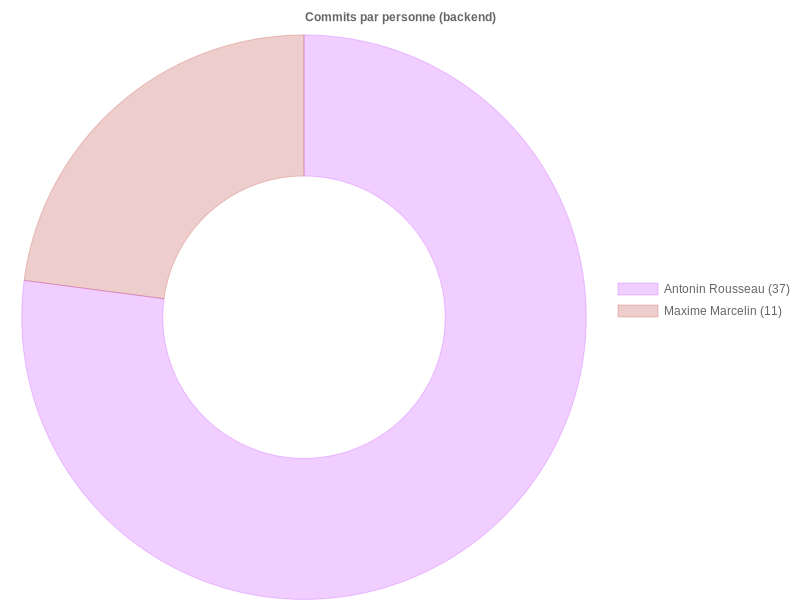 Commits par personne (backend)
Antonin Rousseau (37)
Maxime Marcelin (11)